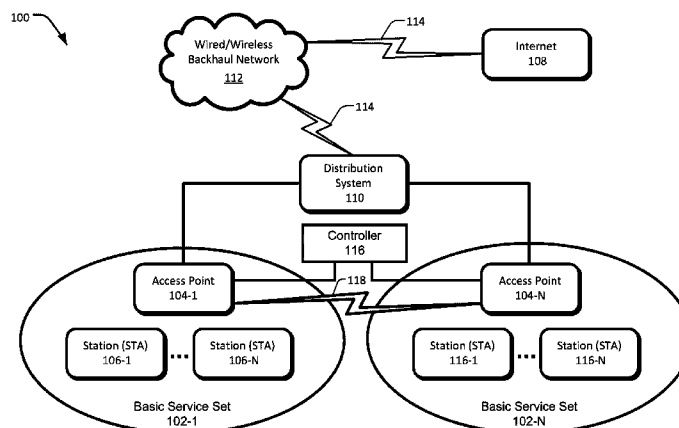 100
114
Wired/Wireless
Backhaul Network
112
Internet
108
114
Distribution
System
110
Controller
116
118
Access Point
104-1
Access Point
104-N
Station (STA)
106-1
...
Station (STA)
106-N
Station (STA)
116-1
...
Station (STA)
116-N
Basic Service Set
102-1
Basic Service Set
102-N